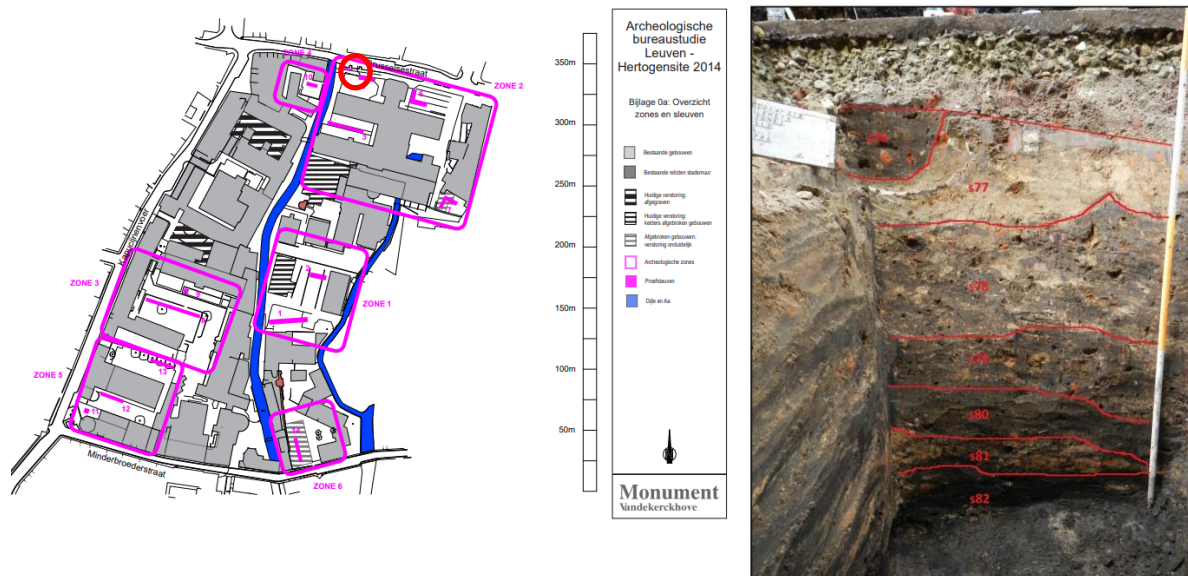 ZONE 4
10
ZONE 2
3
7
Kapucijnenvoer
ZONE 3
2
ZONE 1
1
ZONE 5
13
12
11
Minderbroederstraat
ZONE 6
350m
300m
250m
200m
150m
100m
50m
Archeologische
bureaustudie
Leuven -
Hertogensite 2014
Bijlage 0a: Overzicht
zones en sleuven
Bestaande gebouwen
Bestaande relicten stadsmuur
Huidige verstoring:
afgegraven
Huidige verstoring:
kelders afgebroken gebouwen
Afgebroken gebouwen:
verstoring onduidelijk
Archeologische zones
Proefsleuven
Dijle en Aa
Monument
Vandekerckhove
s77
s78
s79
s80
s81
s82